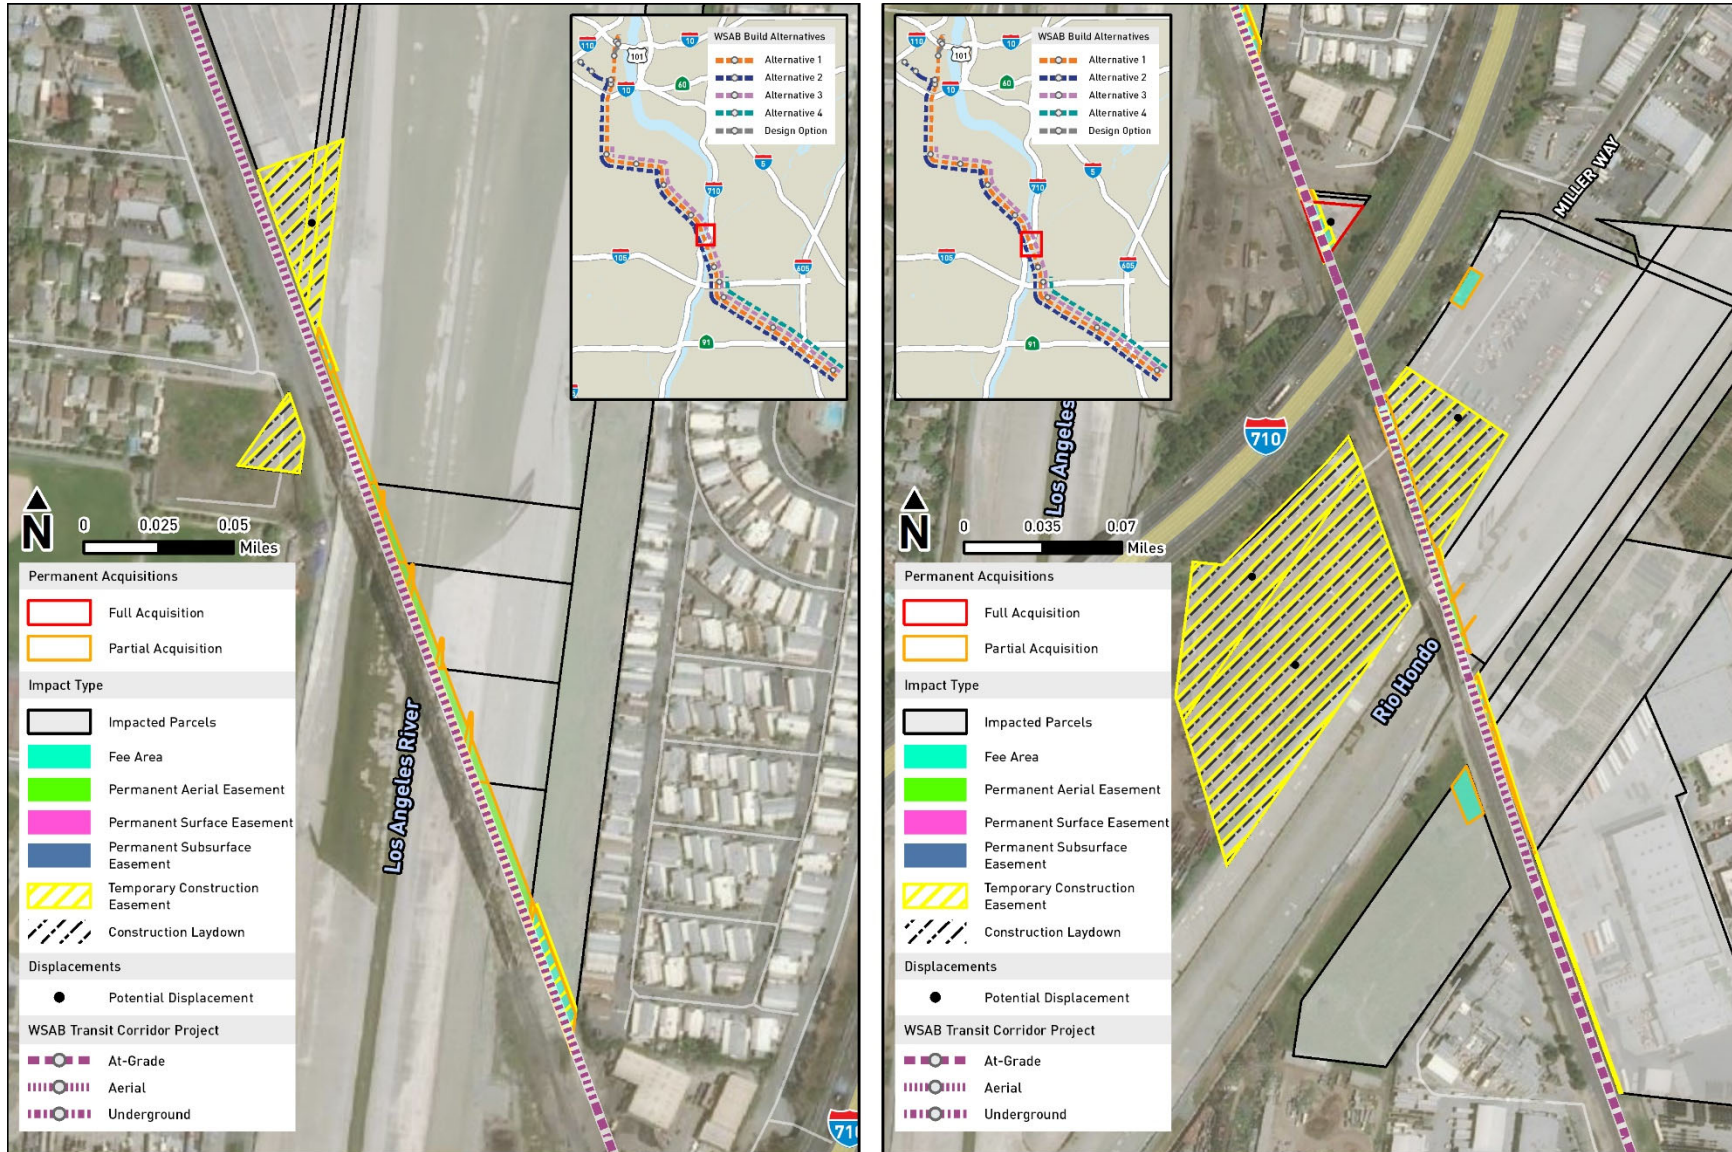 WSAB Build Alternatives
Alternative 1
Alternative 2
Alternative 3
Alternative 4
Design Option
110
10
101
60
10
5
710
105
605
91
N
0 0.025 0.05
Miles
Permanent Acquisitions
Full Acquisition
Partial Acquisition
Impact Type
Impacted Parcels
Fee Area
Permanent Aerial Easement
Permanent Surface Easement
Permanent Subsurface
Easement
Temporary Construction
Easement
Construction Laydown
Displacements
Potential Displacement
WSAB Transit Corridor Project
At-Grade
Aerial
Underground
Los Angeles River
710
WSAB Build Alternatives
Alternative 1
Alternative 2
Alternative 3
Alternative 4
Design Option
110
10
101
60
10
5
710
105
605
91
MILLER WAY
Los Angeles
710
Rio Hondo
N
0 0.035 0.07
Miles
Permanent Acquisitions
Full Acquisition
Partial Acquisition
Impact Type
Impacted Parcels
Fee Area
Permanent Aerial Easement
Permanent Surface Easement
Permanent Subsurface
Easement
Temporary Construction
Easement
Construction Laydown
Displacements
Potential Displacement
WSAB Transit Corridor Project
At-Grade
Aerial
Underground